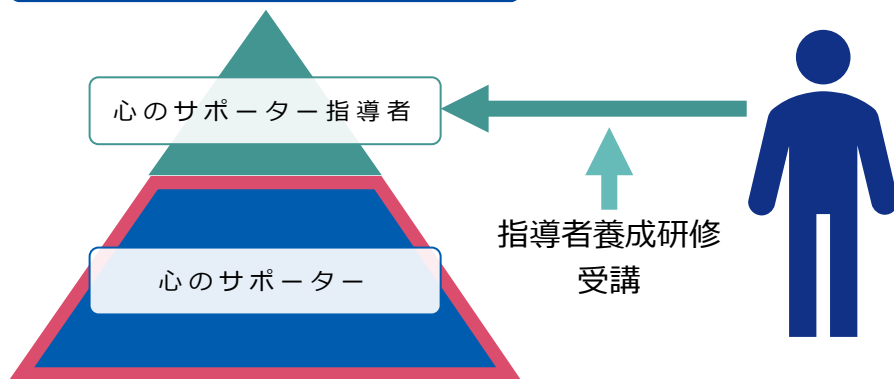 心のサポーター指導者
指導者養成研修
受講
心のサポーター